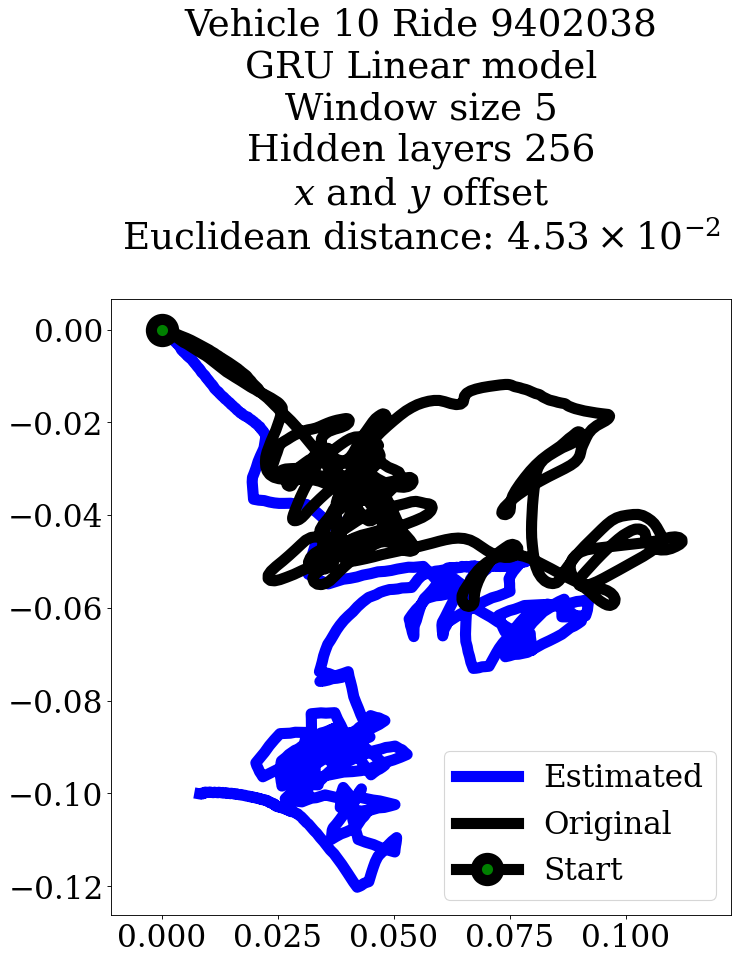 Vehicle 10 Ride 9402038
GRU Linear model
Window size 5
Hidden layers 256
x and y offset
Euclidean distance: 4.53 × 10⁻²
0.00
−0.02
−0.04
−0.06
−0.08
−0.10
−0.12
Estimated
Original
Start
0.000 0.025 0.050 0.075 0.100